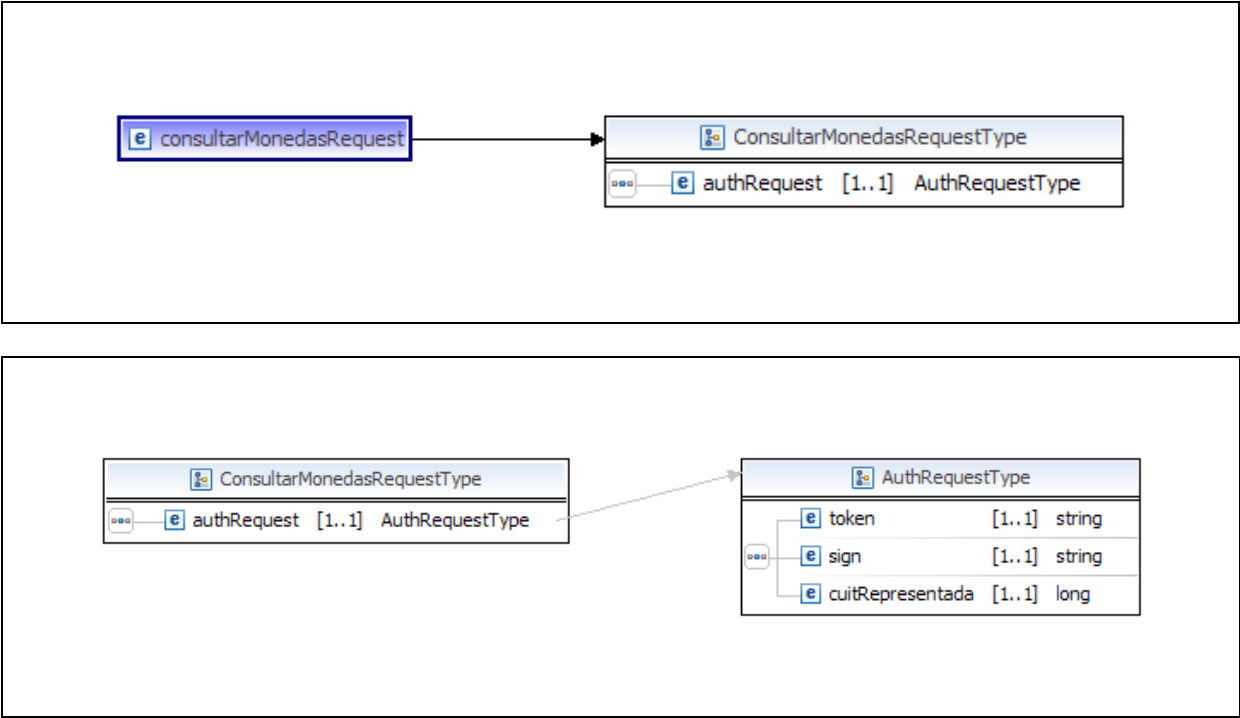 e consultarMonedasRequest
ConsultarMonedasRequestType
e authRequest [1..1] AuthRequestType
ConsultarMonedasRequestType
e authRequest [1..1] AuthRequestType
AuthRequestType
e token [1..1] string
e sign [1..1] string
e cuitRepresentada [1..1] long